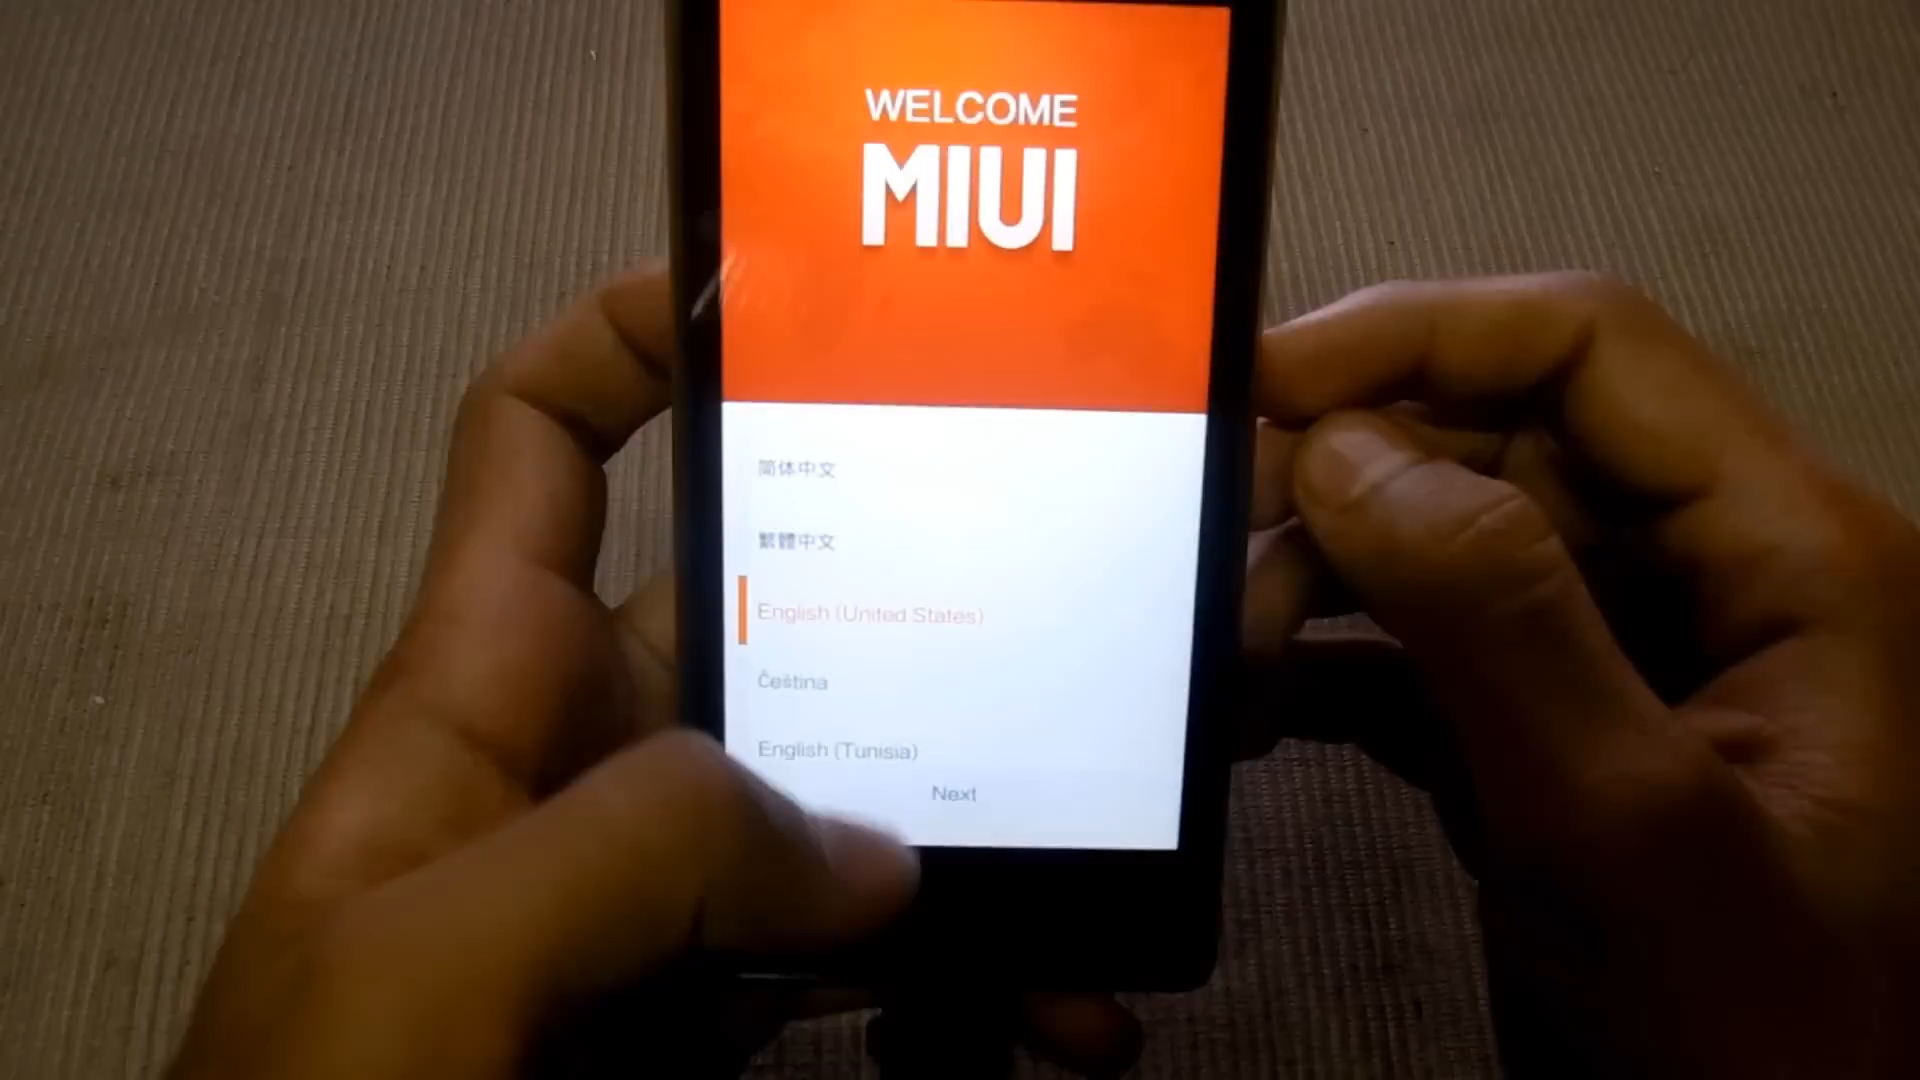 WELCOME
MIUI
简体中文
繁體中文
English (United States)
Čeština
English (Tunisia)
Next